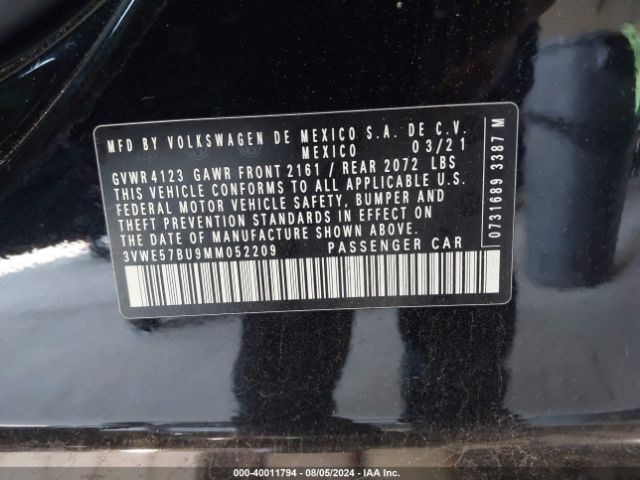 MFD BY VOLKSWAGEN DE MEXICO S.A. DE C.V.
MEXICO 03/21
GVWR 4123 GAWR FRONT 2161 / REAR 2072 LBS
THIS VEHICLE CONFORMS TO ALL APPLICABLE U.S.
FEDERAL MOTOR VEHICLE SAFETY, BUMPER AND
THEFT PREVENTION STANDARDS IN EFFECT ON
THE DATE OF MANUFACTURE SHOWN ABOVE.
3VWE57BU9MM052209 PASSENGER CAR
0731689 3387 M
000-40011794 - 08/05/2024 - IAA Inc.